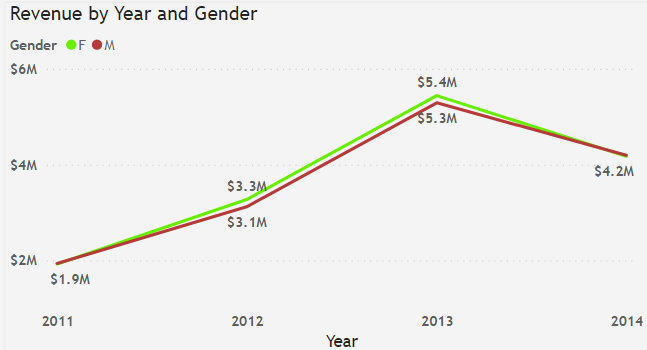 Revenue by Year and Gender
Gender F M
$6M
$5.4M
$5.3M
$4M
$4.2M
$3.3M
$3.1M
$2M
$1.9M
2011 2012 2013 2014
Year